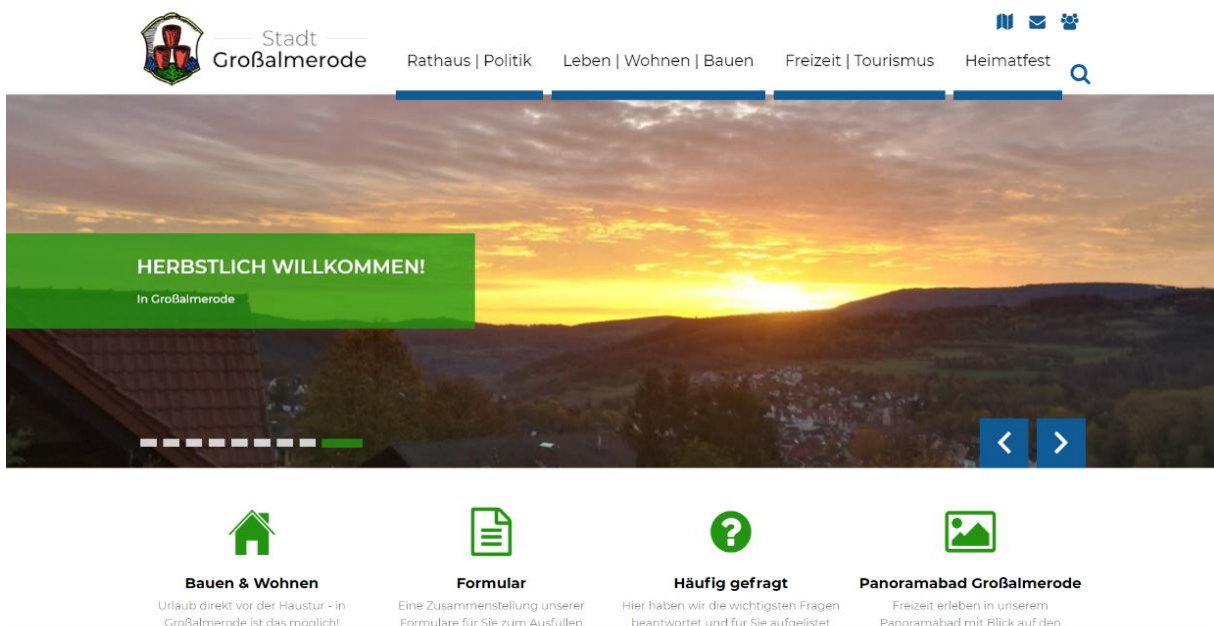 Stadt
Großalmerode
Rathaus | Politik
Leben | Wohnen | Bauen
Freizeit | Tourismus
Heimatfest
HERBSTLICH WILLKOMMEN!
In Großalmerode
Bauen & Wohnen
Urlaub direkt vor der Haustür - in
Großalmerode ist das möglich!
Formular
Eine Zusammenstellung unserer
Formulare für Sie zum Ausfüllen
Häufig gefragt
Hier haben wir die wichtigsten Fragen
beantwortet und für Sie aufgelistet
Panoramabad Großalmerode
Freizeit erleben in unserem
Panoramabad mit Blick auf den